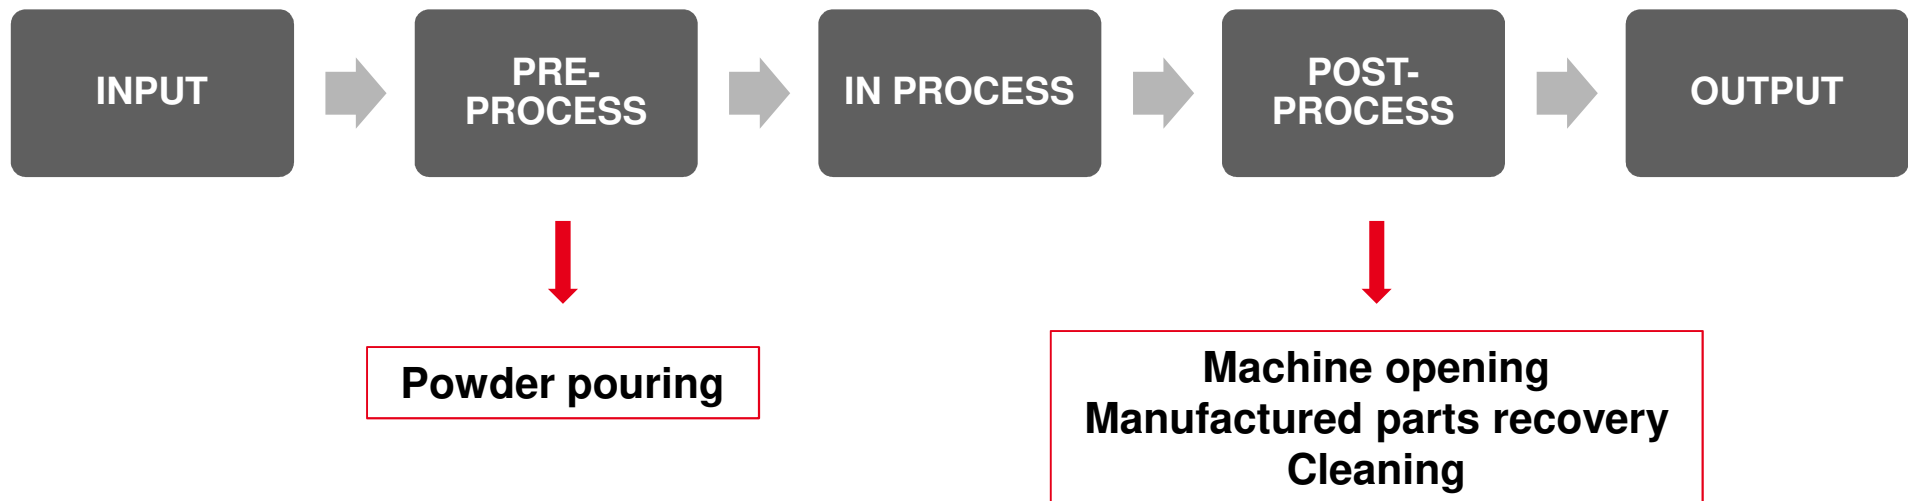 INPUT
PRE-
PROCESS
IN PROCESS
POST-
PROCESS
OUTPUT
Powder pouring
Machine opening
Manufactured parts recovery
Cleaning